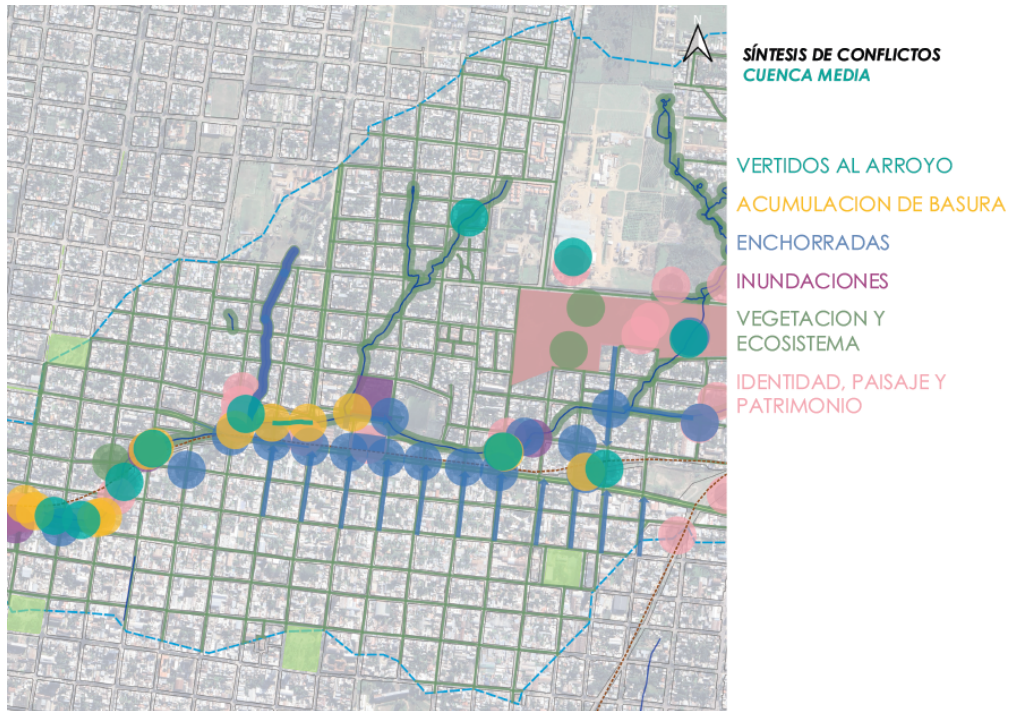 N
SÍNTESIS DE CONFLICTOS
CUENCA MEDIA
VERTIDOS AL ARROYO
ACUMULACION DE BASURA
ENCHORRADAS
INUNDACIONES
VEGETACION Y
ECOSISTEMA
IDENTIDAD, PAISAJE Y
PATRIMONIO